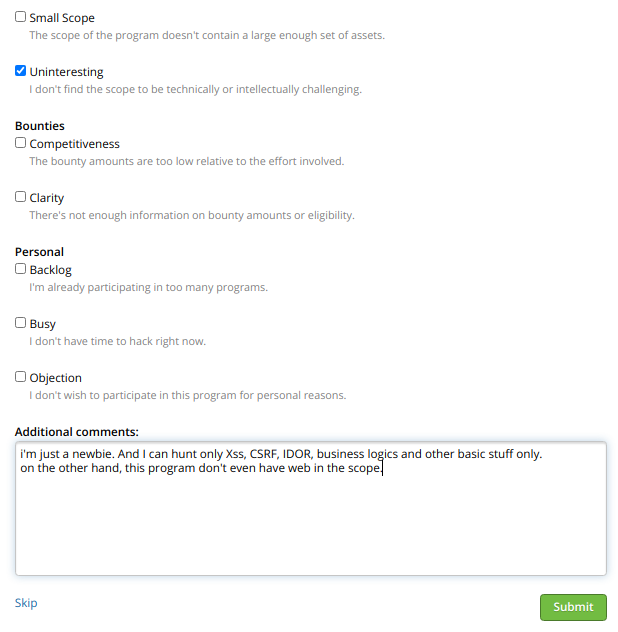 Small Scope
The scope of the program doesn't contain a large enough set of assets.
Uninteresting
I don't find the scope to be technically or intellectually challenging.
Bounties
Competitiveness
The bounty amounts are too low relative to the effort involved.
Clarity
There's not enough information on bounty amounts or eligibility.
Personal
Backlog
I'm already participating in too many programs.
Busy
I don't have time to hack right now.
Objection
I don't wish to participate in this program for personal reasons.
Additional comments:
i'm just a newbie. And I can hunt only Xss, CSRF, IDOR, business logics and other basic stuff only.
on the other hand, this program don't even have web in the scope.
Skip
Submit